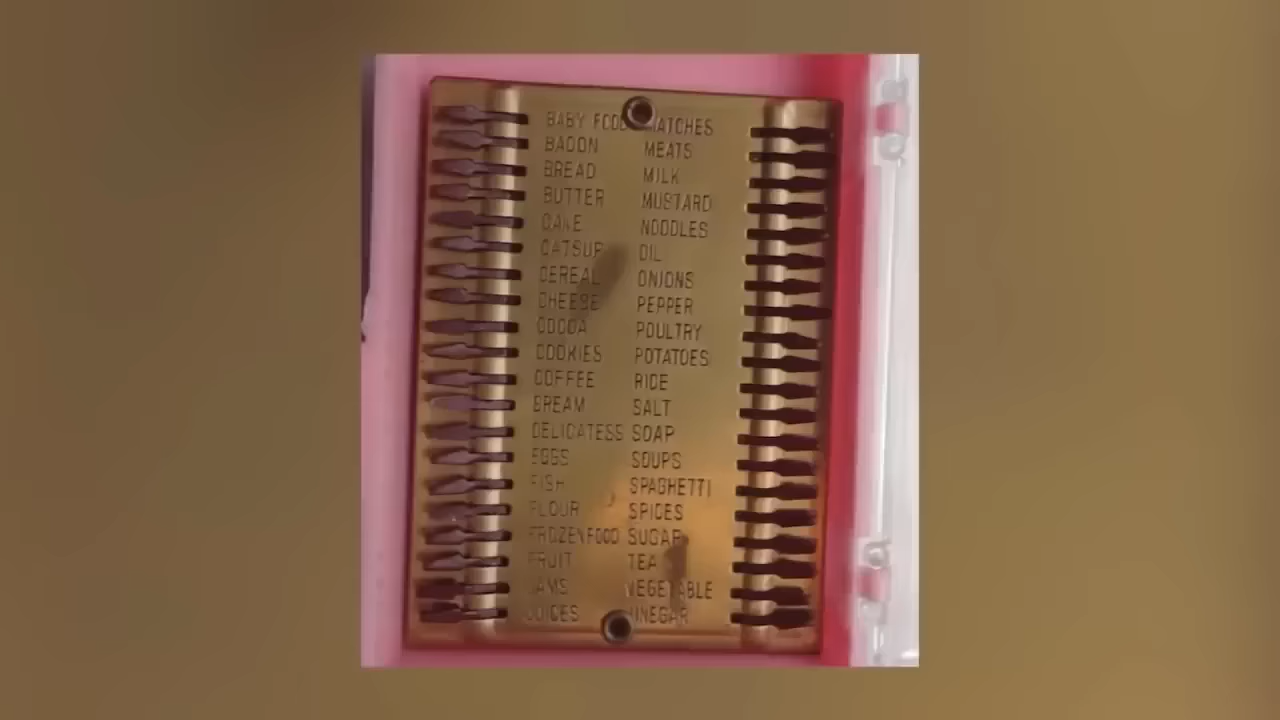 BABY FOOD MATCHES
BACON MEATS
BREAD MILK
BUTTER MUSTARD
CAKE NOODLES
CATSUP OIL
CEREAL ONIONS
CHEESE PEPPER
COCOA POULTRY
COOKIES POTATOES
COFFEE RICE
CREAM SALT
DELICATESS SOAP
EGGS SOUPS
FISH SPAGHETTI
FLOUR SPICES
FROZEN FOOD SUGAR
FRUIT TEA
JAMS VEGETABLE
JUICES VINEGAR